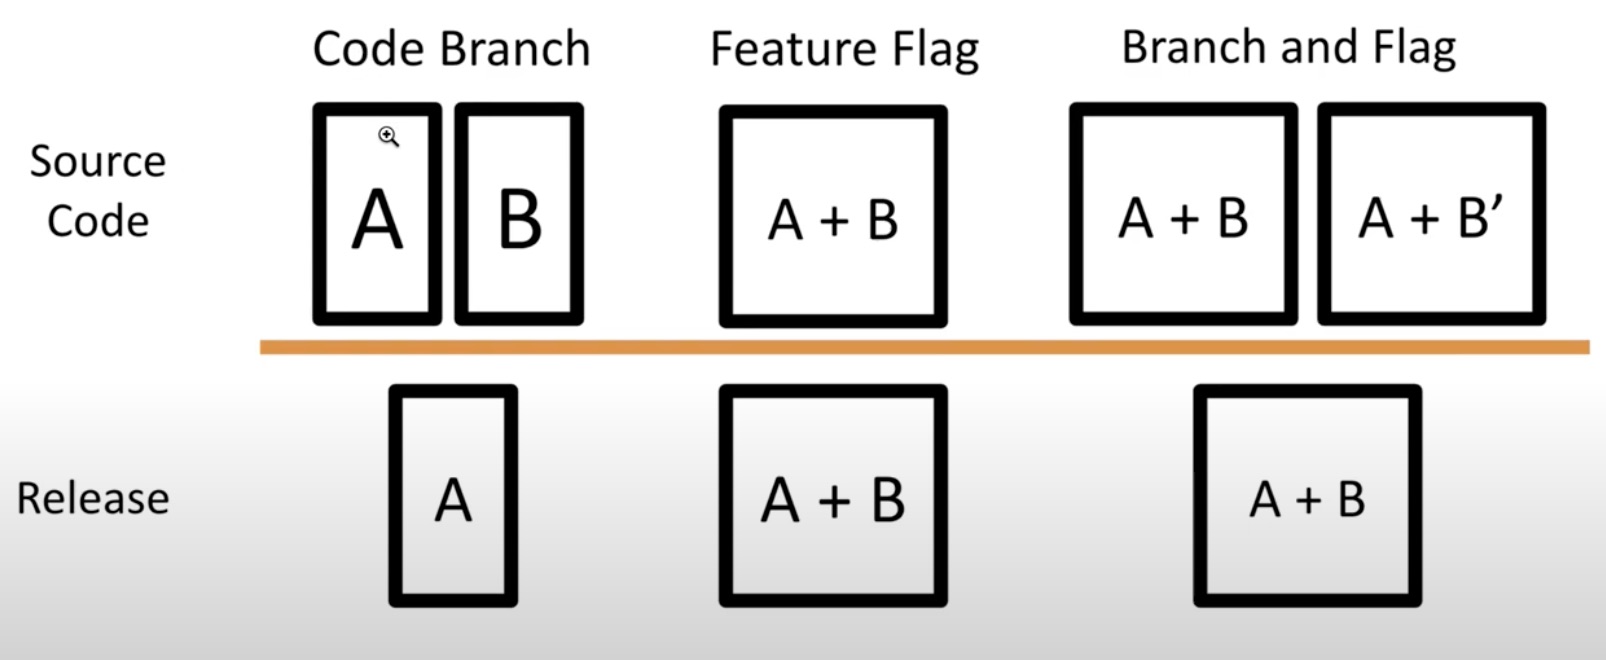 Code Branch
Feature Flag
Branch and Flag
Source
Code
A
B
A + B
A + B
A + B’
Release
A
A + B
A + B